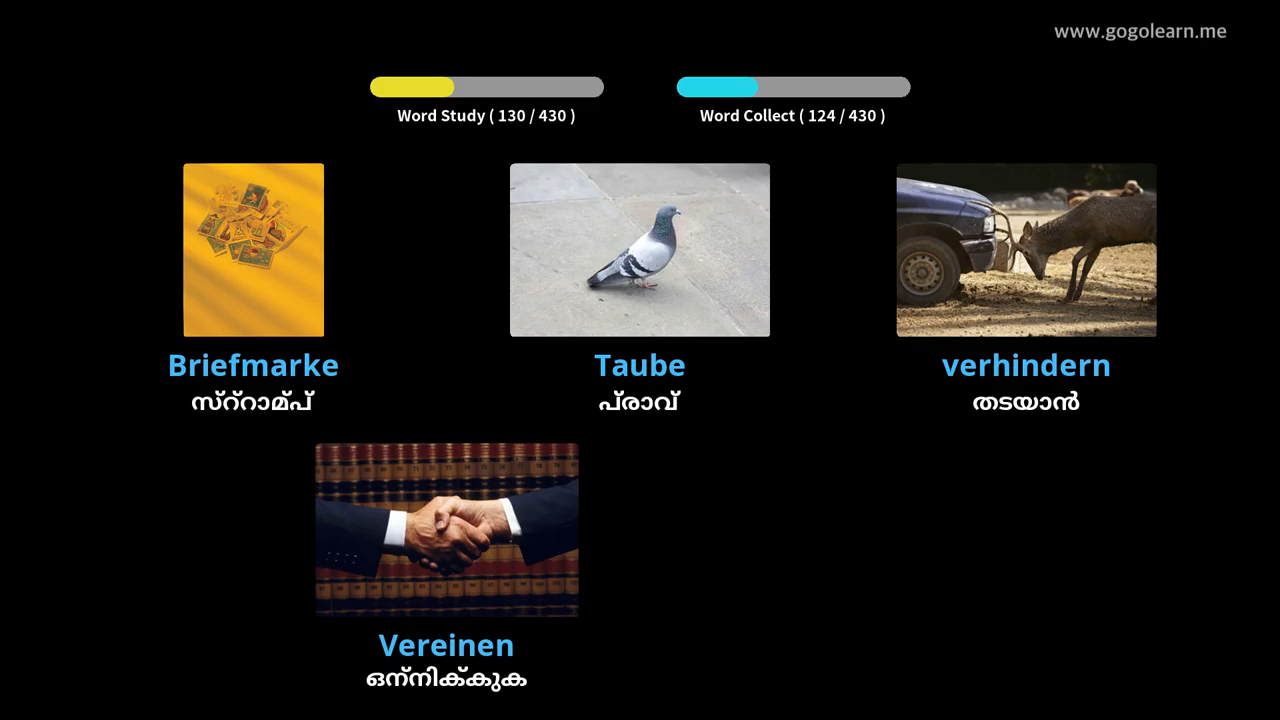 www.gogolearn.me
Word Study ( 130 / 430 )
Word Collect ( 124 / 430 )
Briefmarke
Taube
verhindern
സ്റ്റാമ്പ്
പ്രാവ്
തടയാൻ
Vereinen
ഒന്നിക്കുക